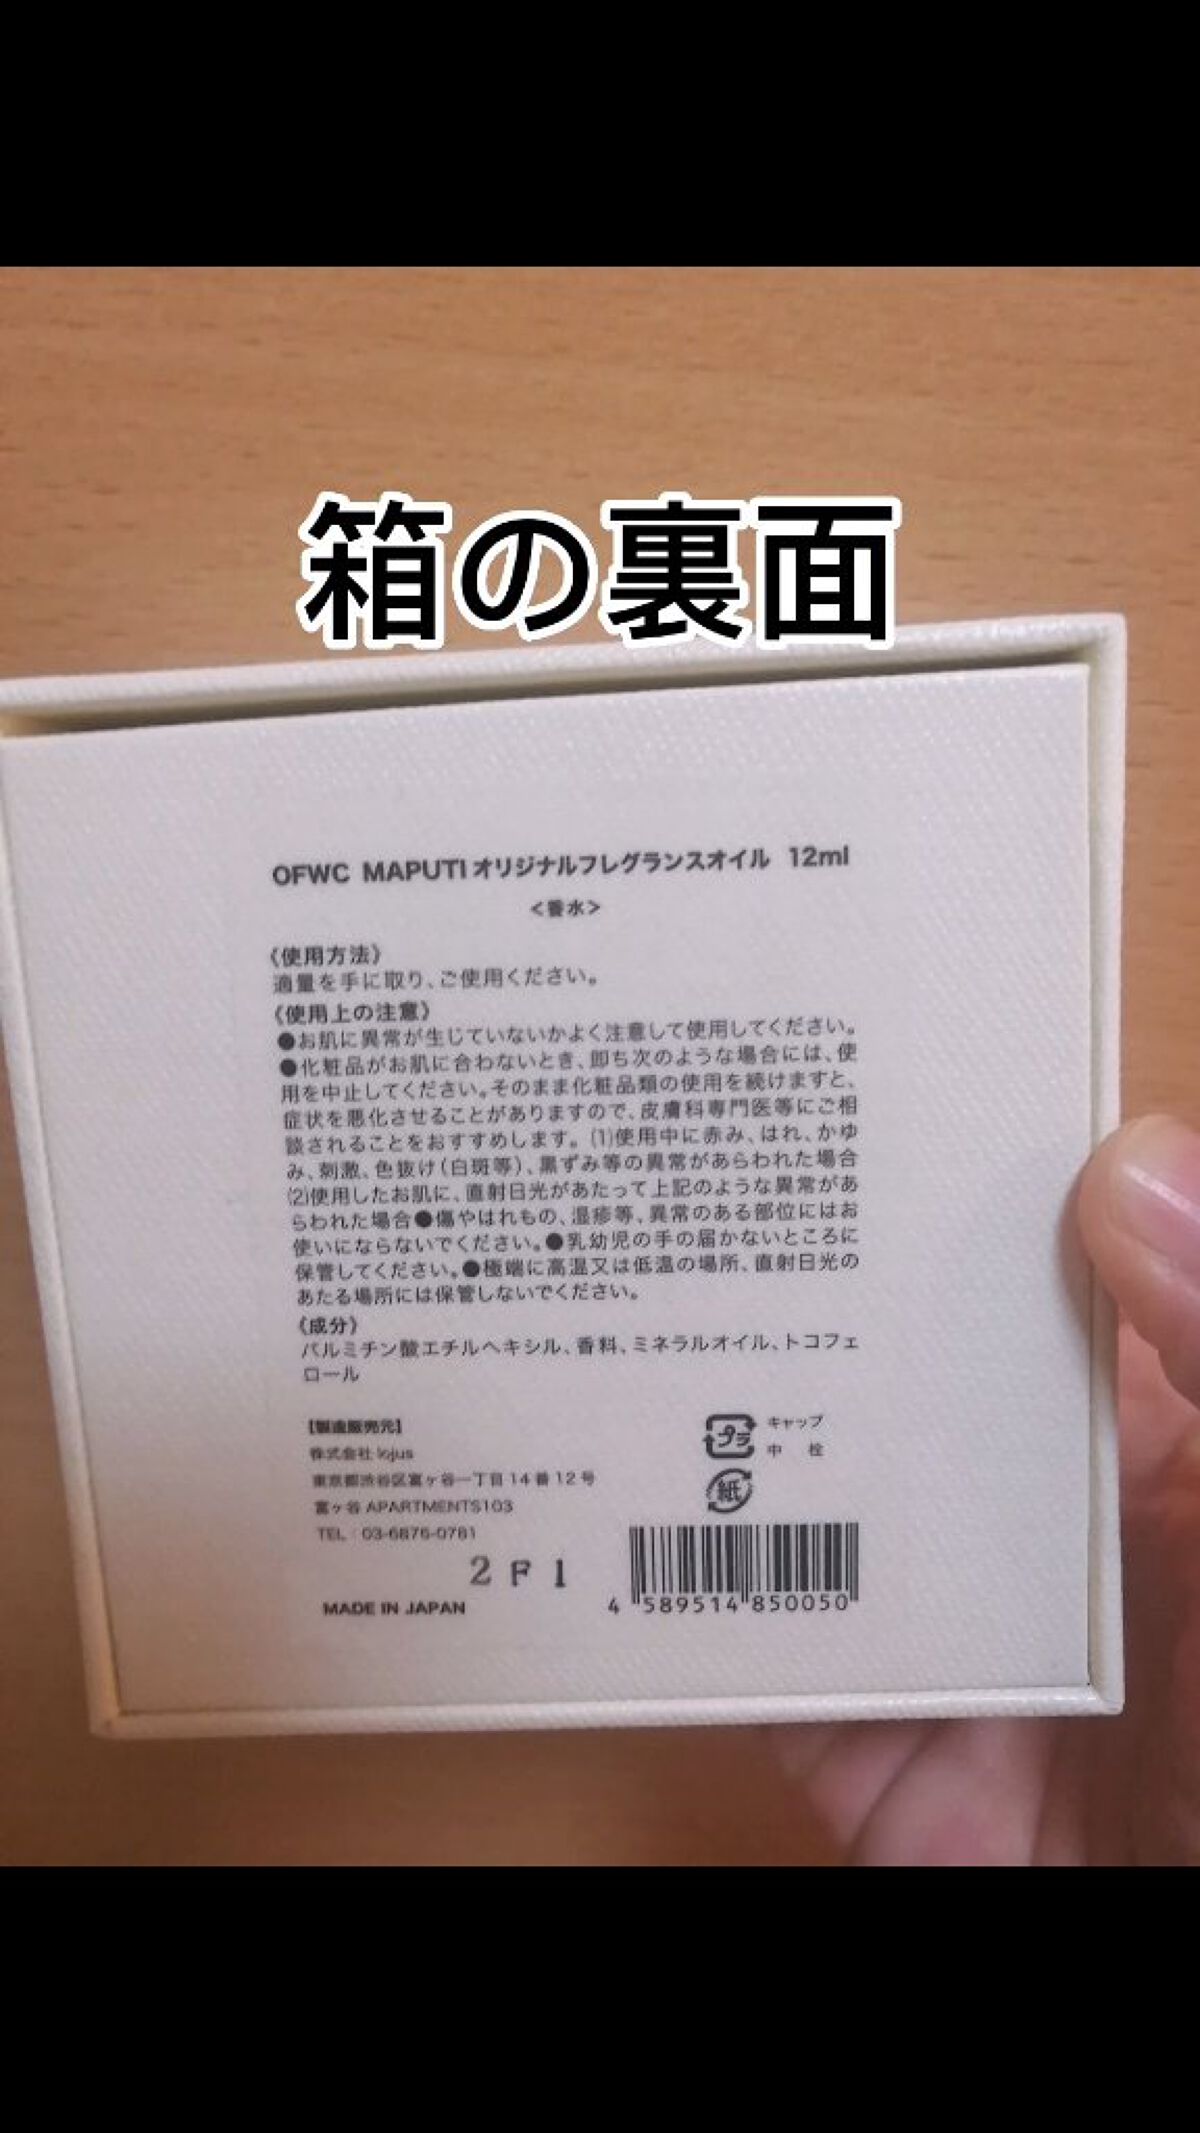 箱の裏面
OFWC MAPUTIオリジナルフレグランスオイル 12ml
<香水>
《使用方法》
適量を手に取り、ご使用ください。
《使用上の注意》
●お肌に異常が生じていないかよく注意して使用してください。
●化粧品がお肌に合わないとき、即ち次のような場合には、使
用を中止してください。そのまま化粧品類の使用を続けますと、
症状を悪化させることがありますので、皮膚科専門医等にご相
談されることをおすすめします。(1)使用中に赤み、はれ、かゆ
み、刺激、色抜け(白斑等)、黒ずみ等の異常があらわれた場合
(2)使用したお肌に、直射日光があたって上記のような異常があ
らわれた場合●傷やはれもの、湿疹等、異常のある部位にはお
使いにならないでください。●乳幼児の手の届かないところに
保管してください。●極端に高温又は低温の場所、直射日光の
あたる場所には保管しないでください。
《成分》
パルミチン酸エチルヘキシル、香料、ミネラルオイル、トコフェ
ロール
【製造販売元】
株式会社 lojus
東京都渋谷区富ヶ谷一丁目14番12号
富ヶ谷 APARTMENTS103
TEL：03-6876-0781
プラ キャップ
中 栓
紙
2 F 1
MADE IN JAPAN
4 589514 850050